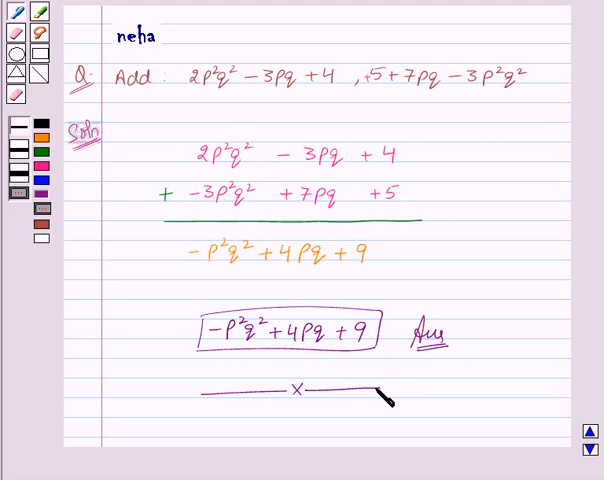 neha
Q. Add : 2p²q² - 3pq + 4 , +5 + 7pq - 3p²q²
Soln
2p²q² - 3pq + 4
+ -3p²q² + 7pq + 5
-p²q² + 4pq + 9
-p²q² + 4pq + 9 Ans
x